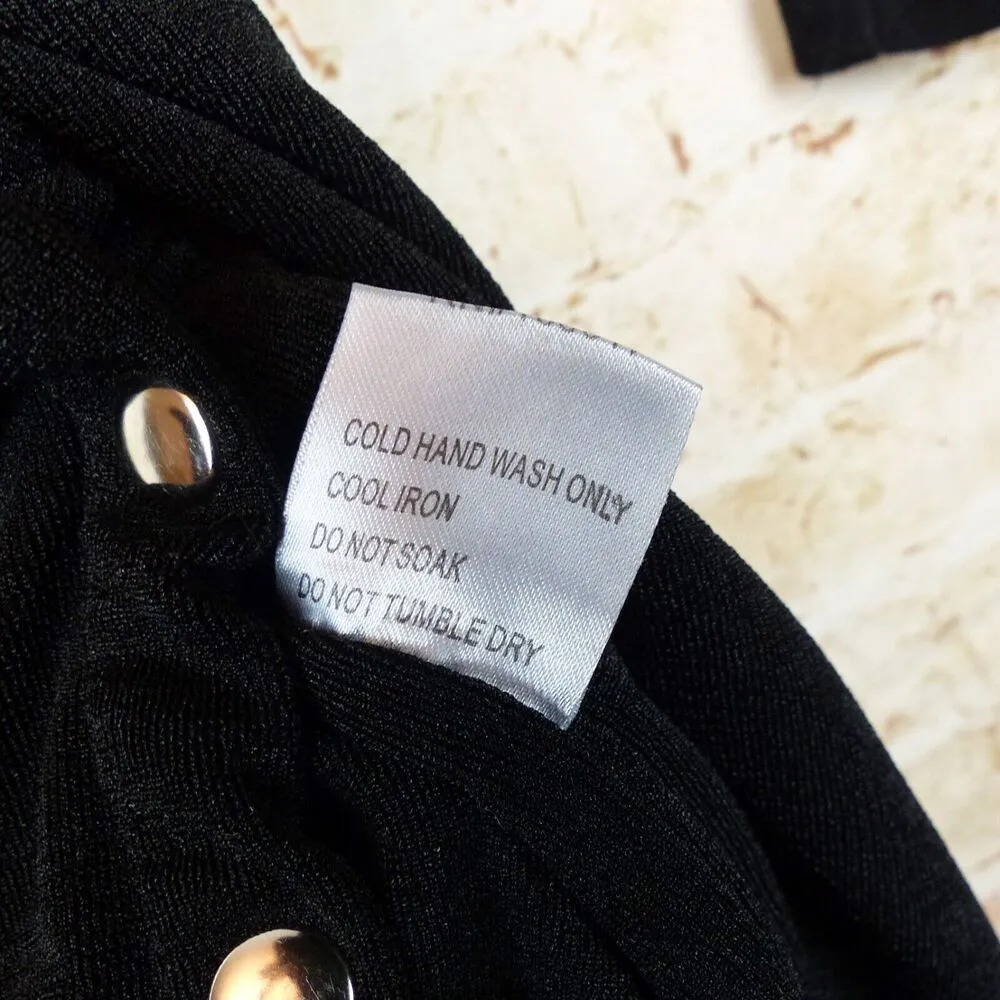 COLD HAND WASH ONLY
COOL IRON
DO NOT SOAK
DO NOT TUMBLE DRY